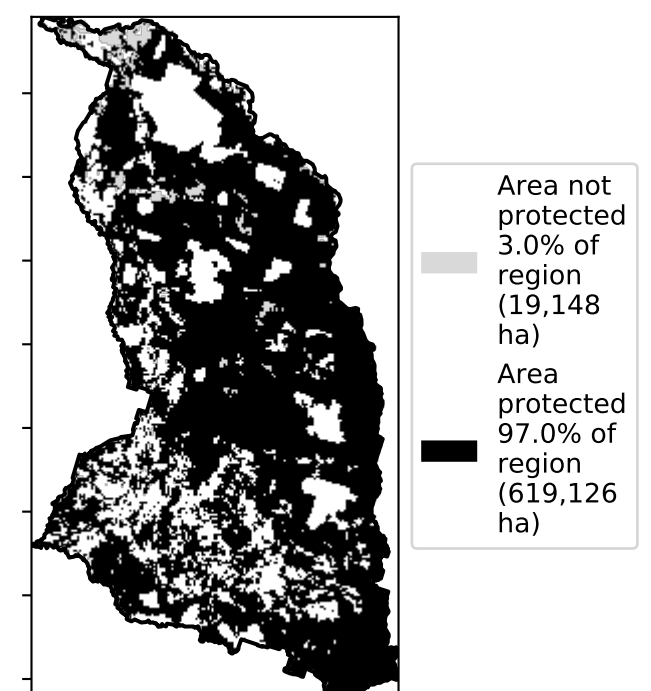 Area not
protected
3.0% of
region
(19,148
ha)
Area
protected
97.0% of
region
(619,126
ha)